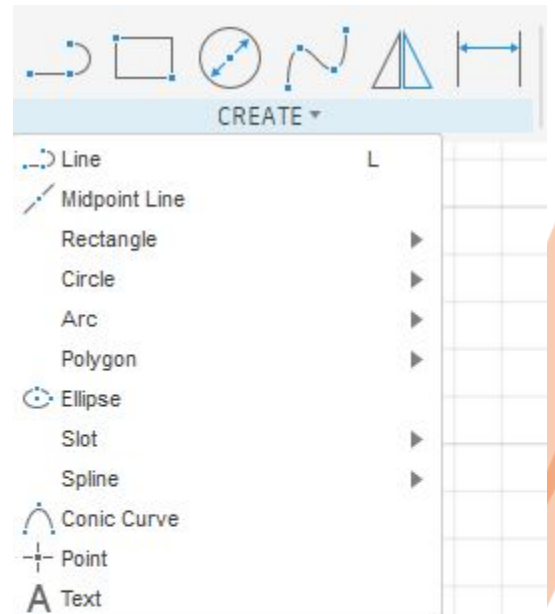 CREATE
Line L
Midpoint Line
Rectangle
Circle
Arc
Polygon
Ellipse
Slot
Spline
Conic Curve
Point
A Text